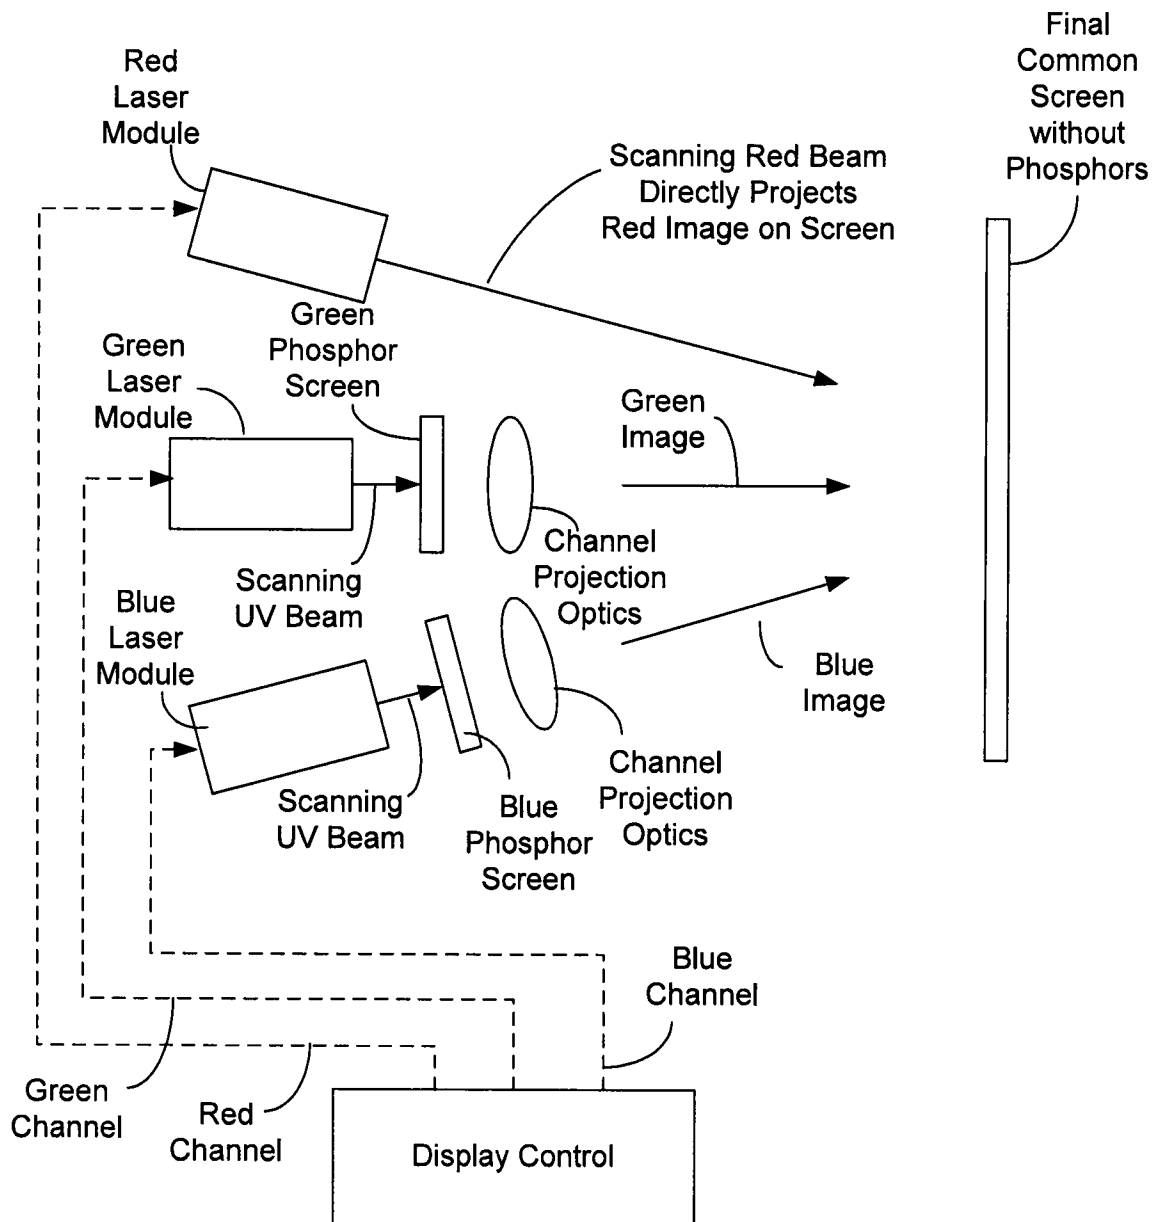 Final
Common
Screen
without
Phosphors
Red
Laser
Module
Scanning Red Beam
Directly Projects
Red Image on Screen
Green
Phosphor
Screen
Green
Laser
Module
Green
Image
Channel
Projection
Optics
Scanning
UV Beam
Blue
Laser
Module
Blue
Image
Channel
Projection
Optics
Scanning
UV Beam
Blue
Phosphor
Screen
Blue
Channel
Green
Channel
Red
Channel
Display Control